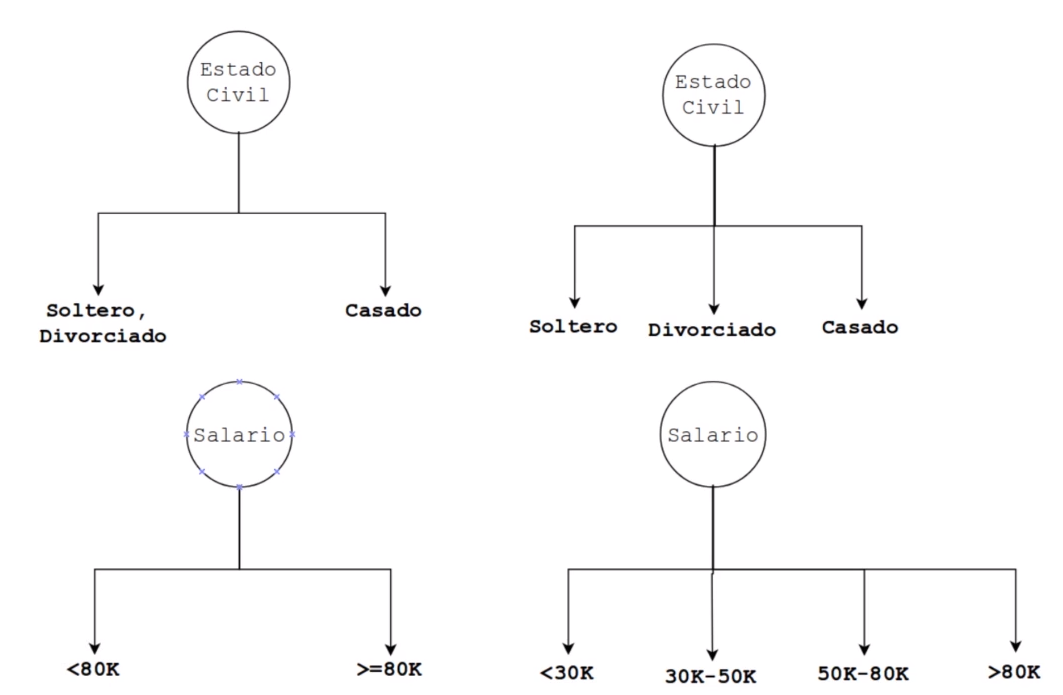 Estado
Civil
Soltero,
Divorciado
Casado
Estado
Civil
Soltero
Divorciado
Casado
Salario
<80K
>=80K
Salario
<30K
30K-50K
50K-80K
>80K